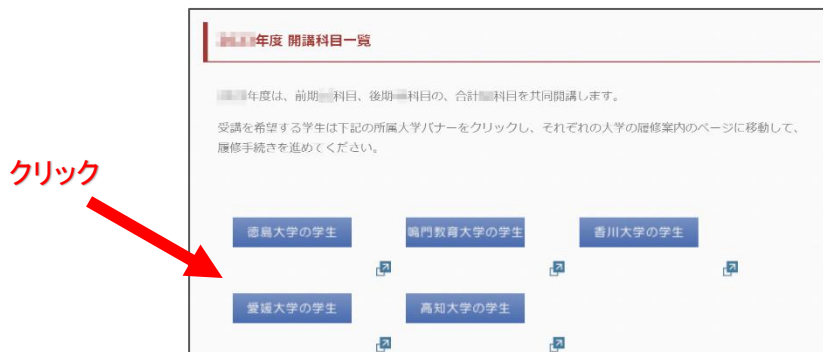 年度 開講科目一覧
年度は、前期 科目、後期 科目の、合計 科目を共同開講します。
受講を希望する学生は下記の所属大学バナーをクリックし、それぞれの大学の履修案内のページに移動して、
履修手続きを進めてください。
クリック
徳島大学の学生 鳴門教育大学の学生 香川大学の学生
愛媛大学の学生 高知大学の学生